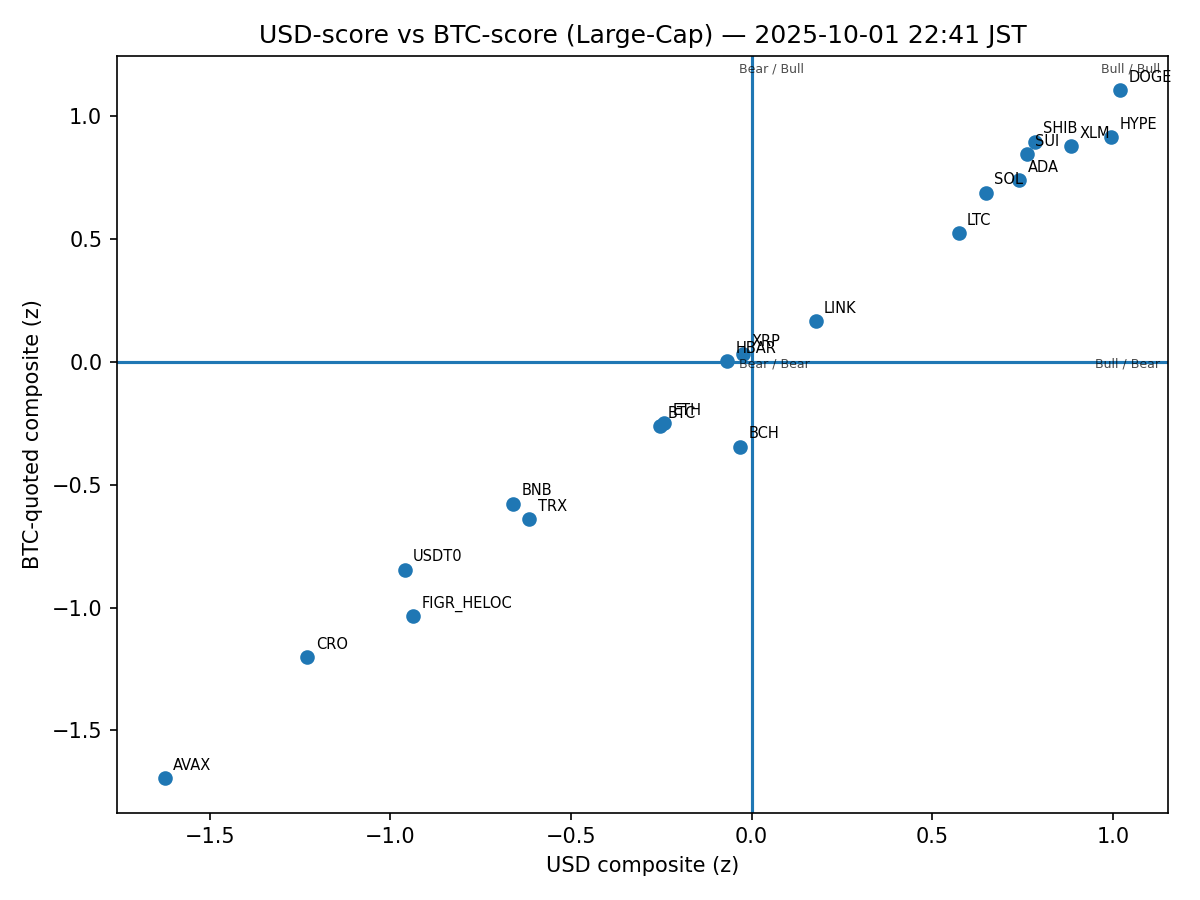 USD-score vs BTC-score (Large-Cap) — 2025-10-01 22:41 JST
Bear / Bull
Bull / Bull
DOGE
HYPE
SHIB
XLM
SUI
ADA
SOL
LTC
LINK
XRP
HBAR
Bear / Bear
Bull / Bear
ETH
BTC
BCH
BNB
TRX
USDT0
FIGR_HELOC
CRO
AVAX
1.0
0.5
0.0
−0.5
−1.0
−1.5
BTC-quoted composite (z)
−1.5
−1.0
−0.5
0.0
0.5
1.0
USD composite (z)